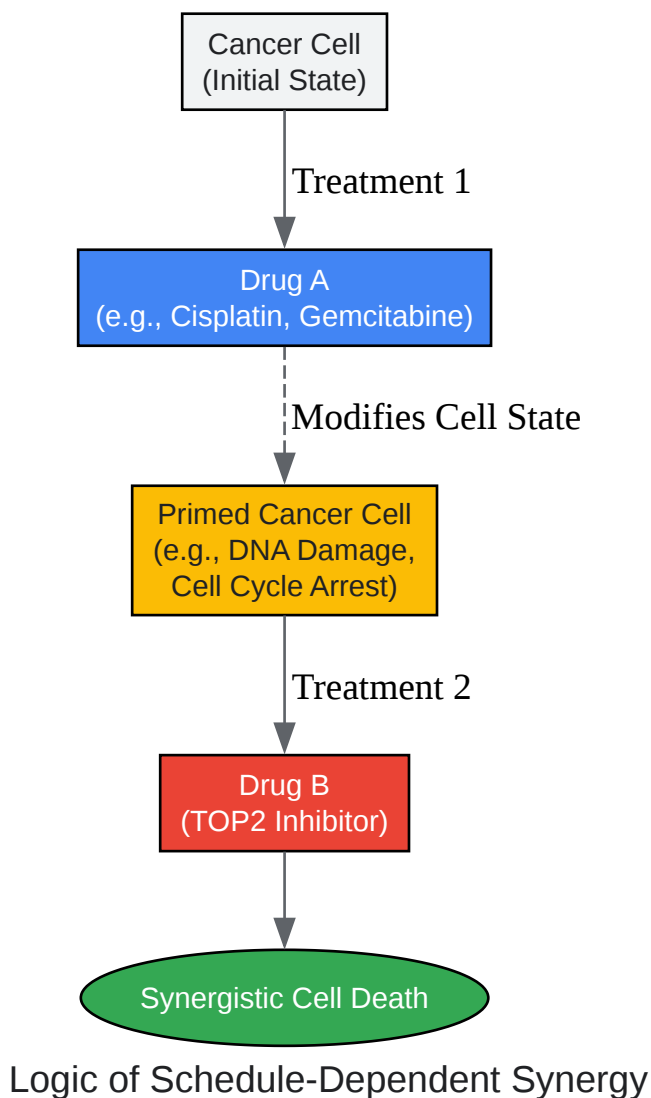 Cancer Cell
(Initial State)
Treatment 1
Drug A
(e.g., Cisplatin, Gemcitabine)
Modifies Cell State
Primed Cancer Cell
(e.g., DNA Damage,
Cell Cycle Arrest)
Treatment 2
Drug B
(TOP2 Inhibitor)
Synergistic Cell Death
Logic of Schedule-Dependent Synergy